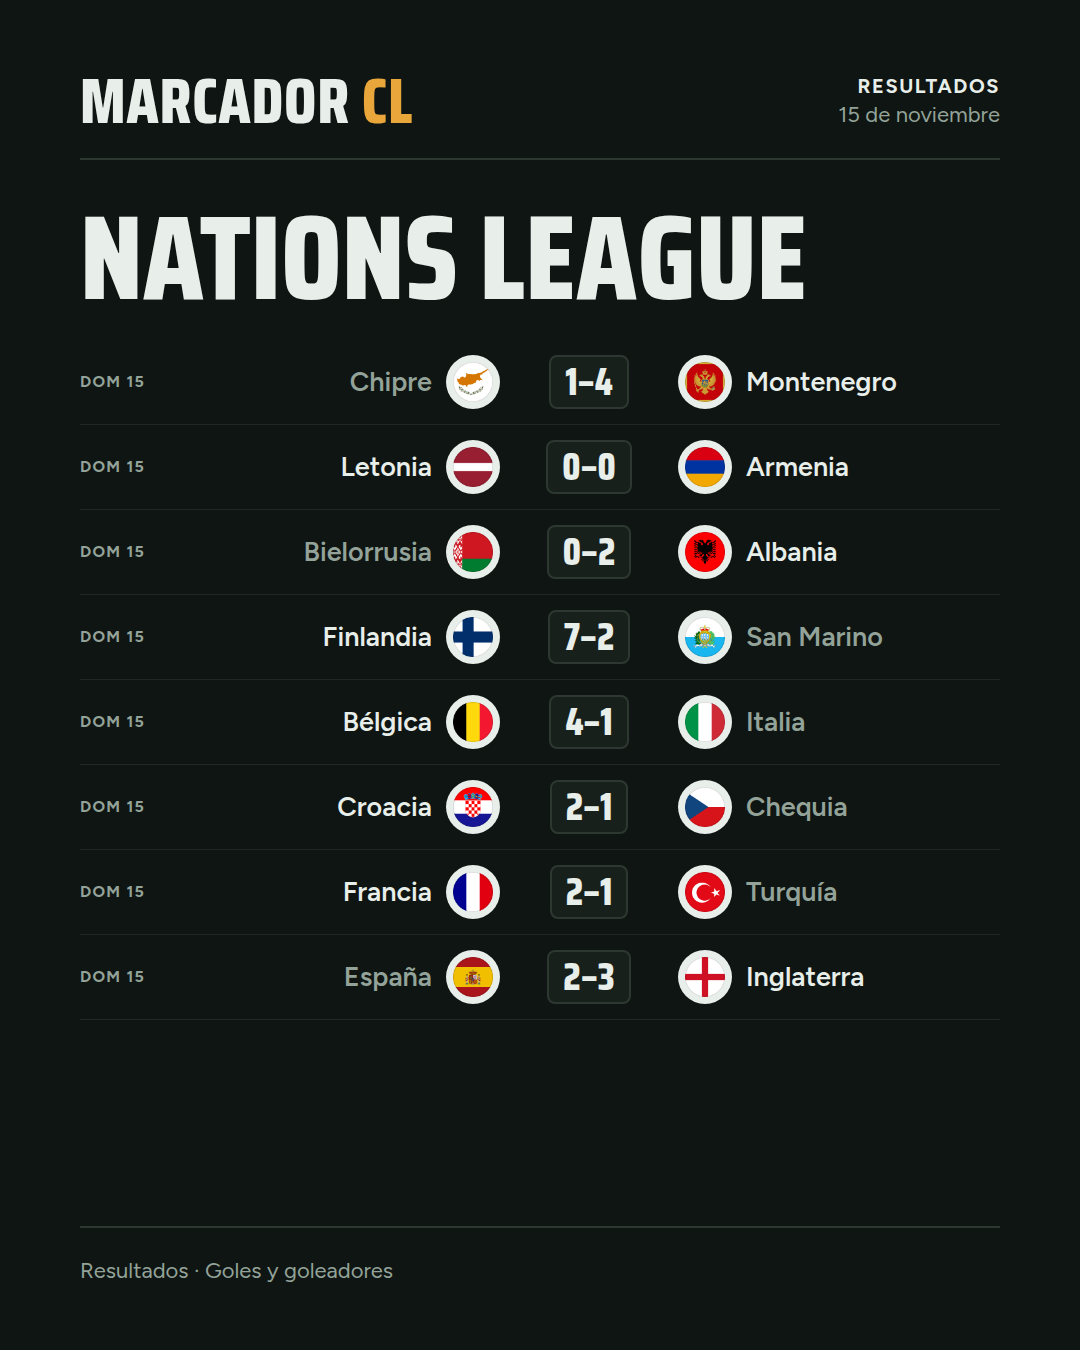 MARCADOR CL
RESULTADOS
15 de noviembre
NATIONS LEAGUE
DOM 15 Chipre 1–4 Montenegro
DOM 15 Letonia 0–0 Armenia
DOM 15 Bielorrusia 0–2 Albania
DOM 15 Finlandia 7–2 San Marino
DOM 15 Bélgica 4–1 Italia
DOM 15 Croacia 2–1 Chequia
DOM 15 Francia 2–1 Turquía
DOM 15 España 2–3 Inglaterra
Resultados · Goles y goleadores